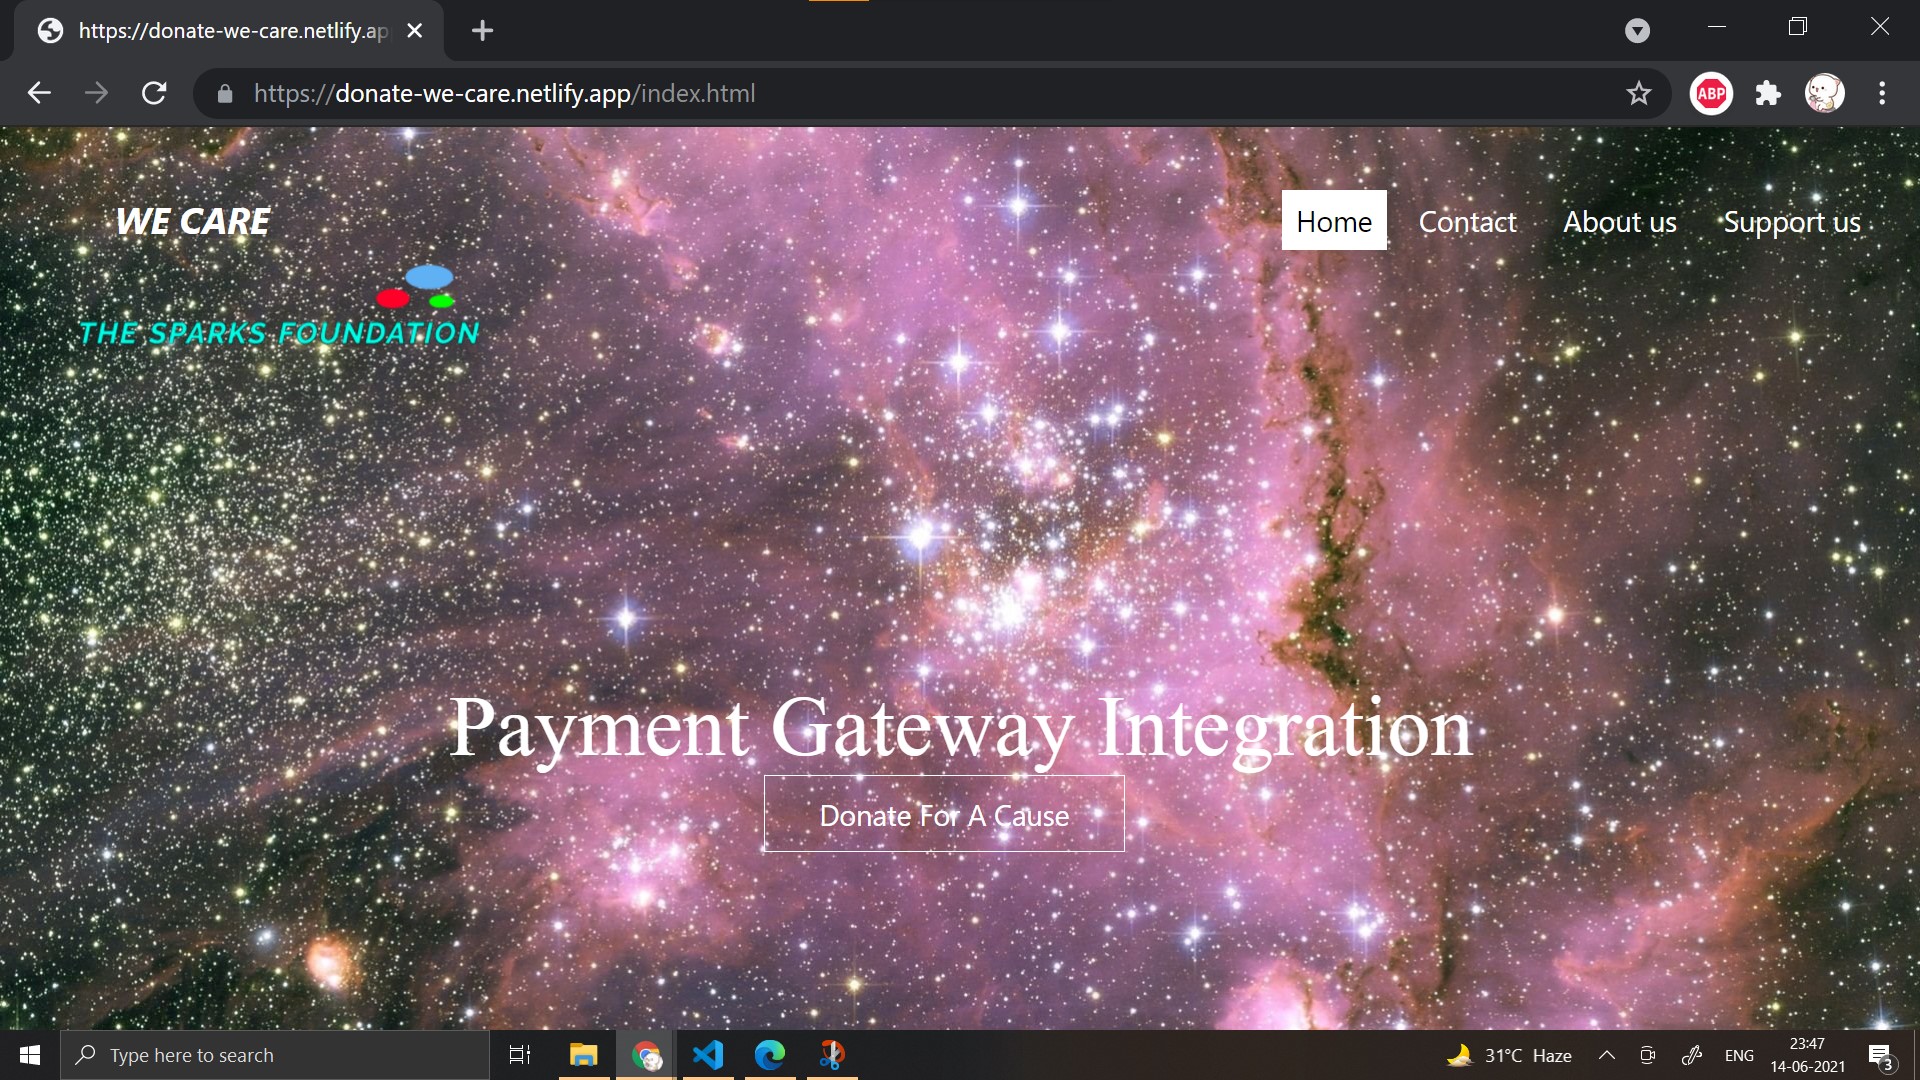 https://donate-we-care.netlify.ap
https://donate-we-care.netlify.app/index.html
ABP
WE CARE
Home
Contact
About us
Support us
THE SPARKS FOUNDATION
Payment Gateway Integration
Donate For A Cause
Type here to search
31°C Haze
ENG
23:47
14-06-2021
3